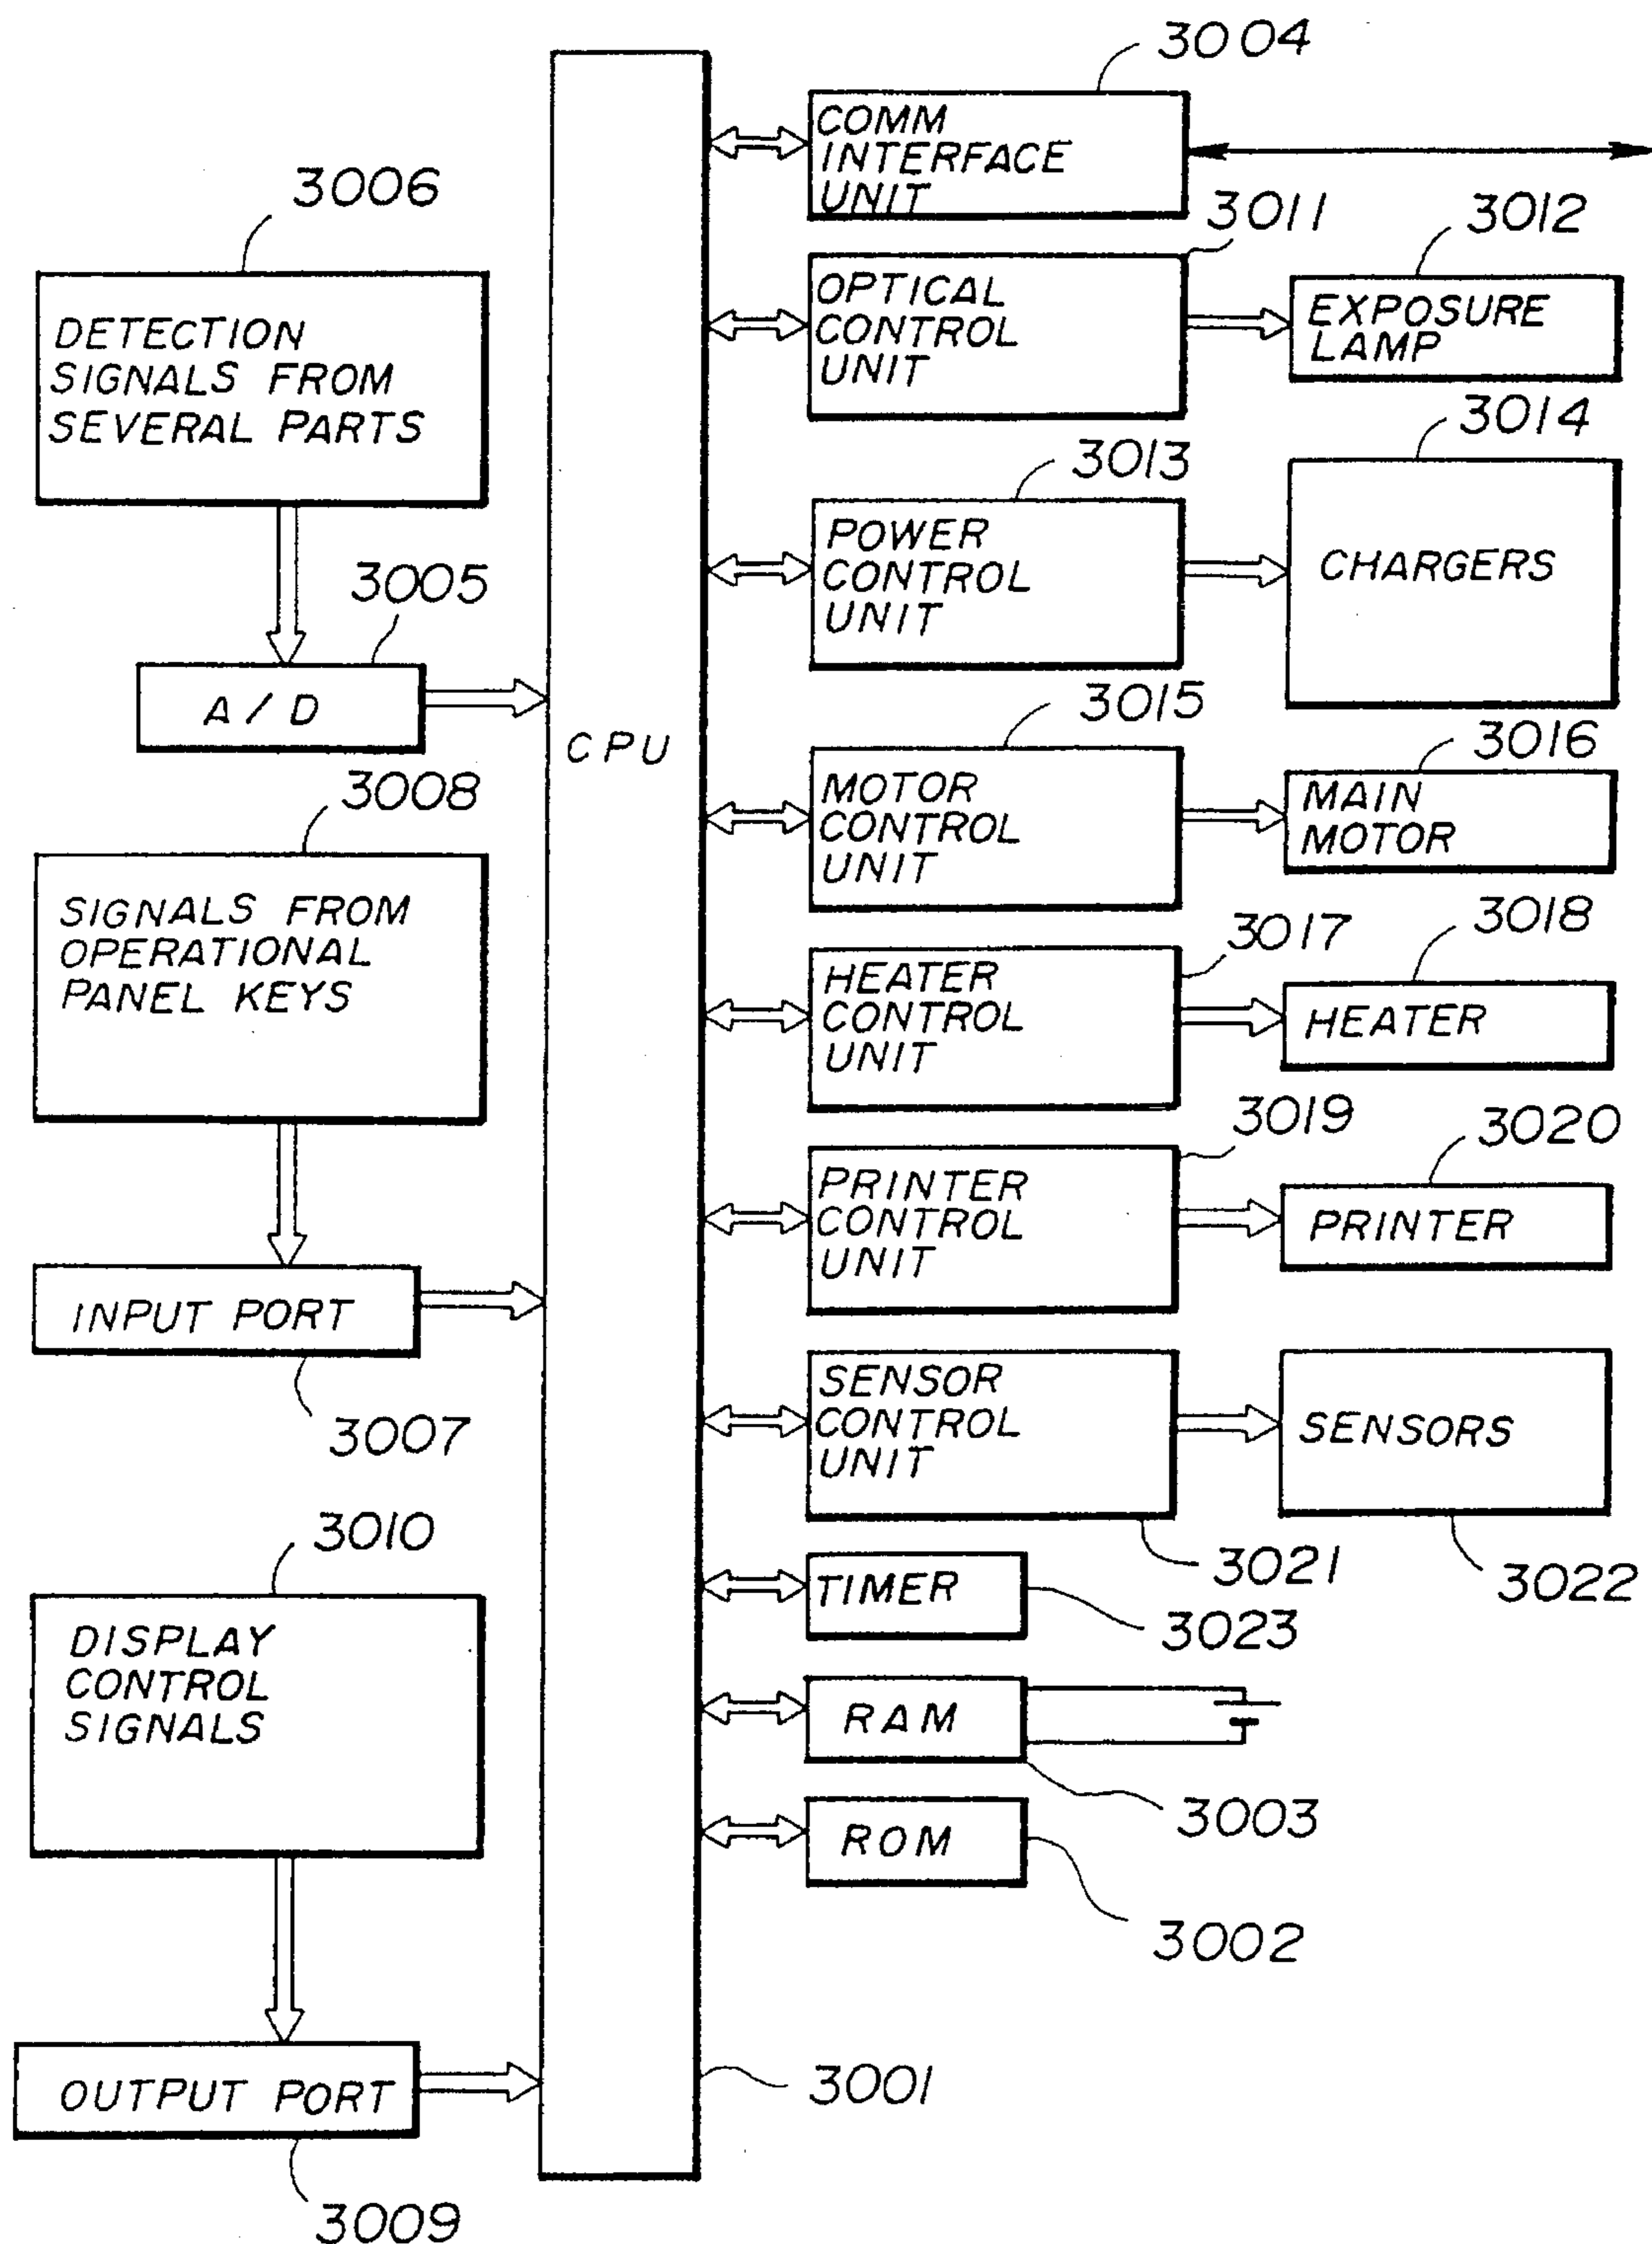 3004
COMM
INTERFACE
UNIT
3006
DETECTION
SIGNALS FROM
SEVERAL PARTS
3011
OPTICAL
CONTROL
UNIT
3012
EXPOSURE
LAMP
3013
POWER
CONTROL
UNIT
3014
CHARGERS
3005
A/D
CPU
3015
MOTOR
CONTROL
UNIT
3016
MAIN
MOTOR
3008
SIGNALS FROM
OPERATIONAL
PANEL KEYS
3017
HEATER
CONTROL
UNIT
3018
HEATER
3019
PRINTER
CONTROL
UNIT
3020
PRINTER
INPUT PORT
3007
SENSOR
CONTROL
UNIT
3021
SENSORS
3022
3010
DISPLAY
CONTROL
SIGNALS
TIMER
3023
RAM
3003
ROM
3002
OUTPUT PORT
3009
3001